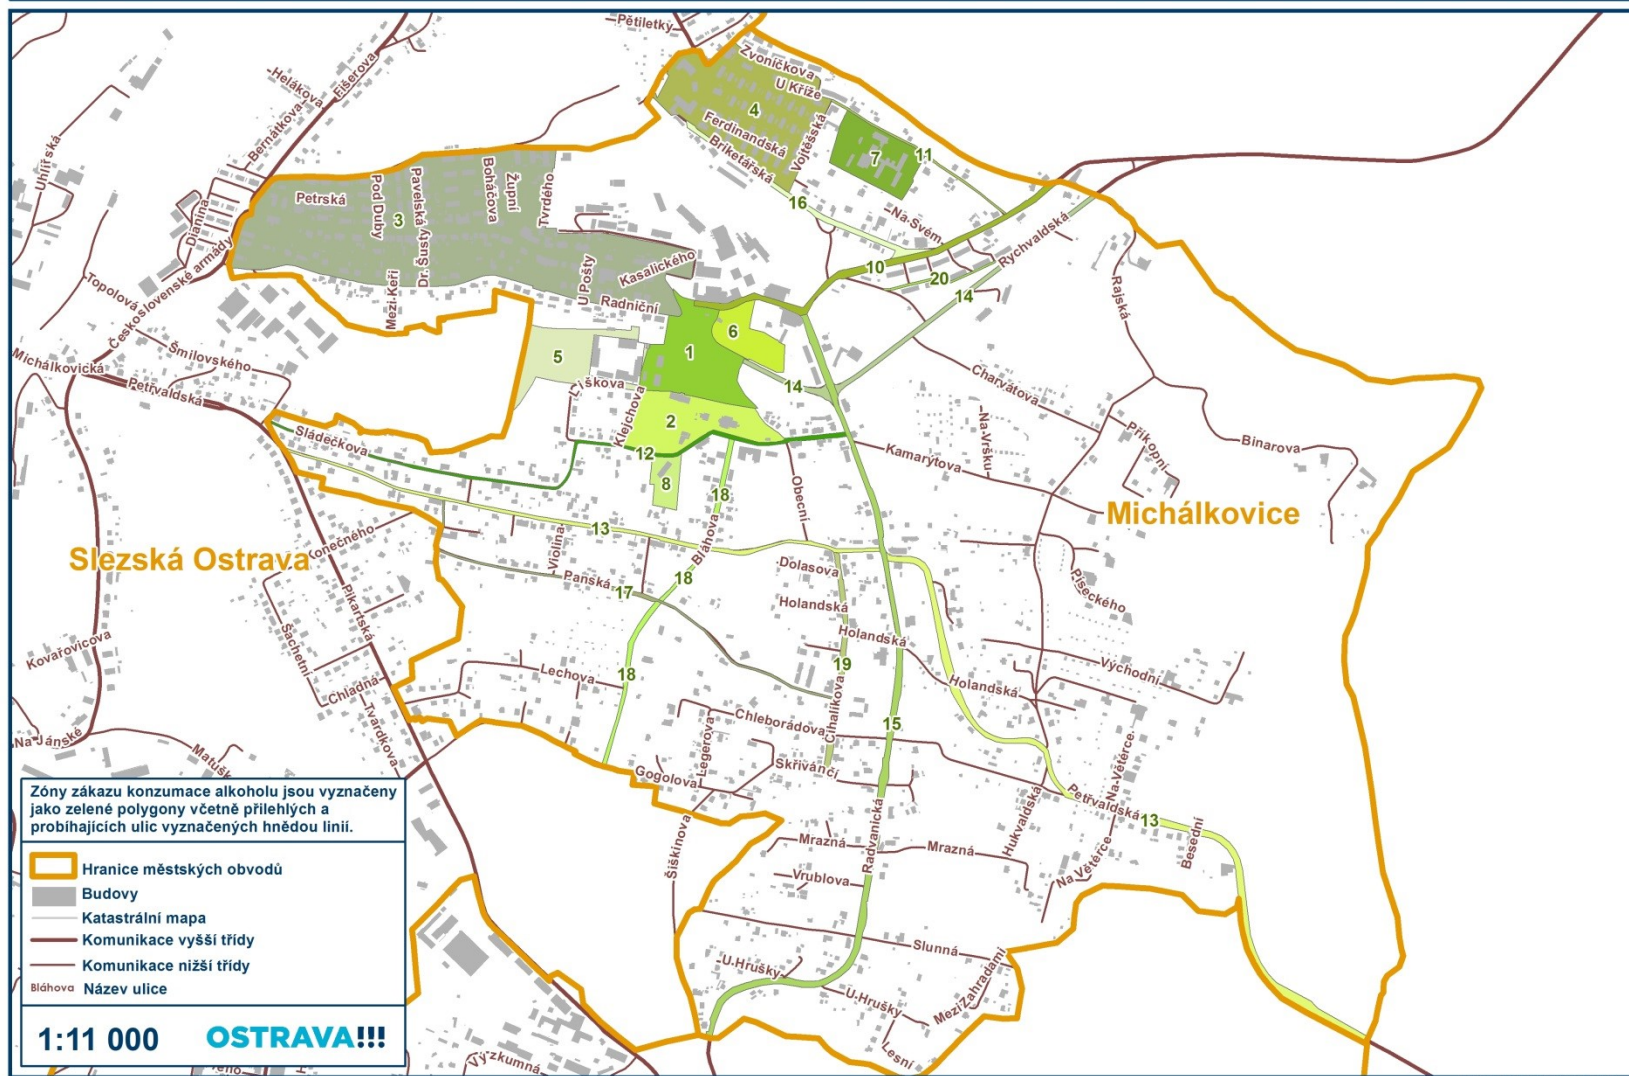 Pětiletky
Zvoníčkova
U Kříže
4
Ferdinandská
Briketářská
Vojtěšská
7
11
16
Helákova
Fišerova
Bernátkova
Uhlířská
Dianina
Petrská
Pod Duby
Pavelská
3
Dr. Šusty
Boháčova
Župní
Tvrdého
Mezi Keři
U Pošty
Kasalického
Radniční
Na Svém
Rychvaldská
10
20
14
Rajská
Topolová
Československé armády
Šmilovského
Michálkovická
Petřvaldská
5
1
6
14
Charvátova
Liškova
Klejchova
2
12
8
18
Sládečkova
Obecní
Kamarýtova
Na Vršku
Příkopní
Binarova
Michálkovice
Slezská Ostrava
Konečného
13
Violina
Bláhova
Panská
17
18
Dolasova
Holandská
Holandská
Holandská
Píseckého
Východní
Pikartská
Šachetní
Kovařovicova
Chladná
Tvardkova
Lechova
18
19
Cihalíkova
15
Chleborádova
Legerova
Skřivánčí
Gogolova
Šiškinova
Na Jánské
Na Větérce
Petřvaldská
13
Besední
Hukvaldská
Na Větérce
Radvanická
Mrazná
Mrazná
Vrublova
Slunná
U Hrušky
U Hrušky
Mezi Zahradami
Lesní
Výzkumná
Zóny zákazu konzumace alkoholu jsou vyznačeny
jako zelené polygony včetně přilehlých a
probíhajících ulic vyznačených hnědou linií.
Hranice městských obvodů
Budovy
Katastrální mapa
Komunikace vyšší třídy
Komunikace nižší třídy
Bláhova Název ulice
1:11 000 OSTRAVA!!!